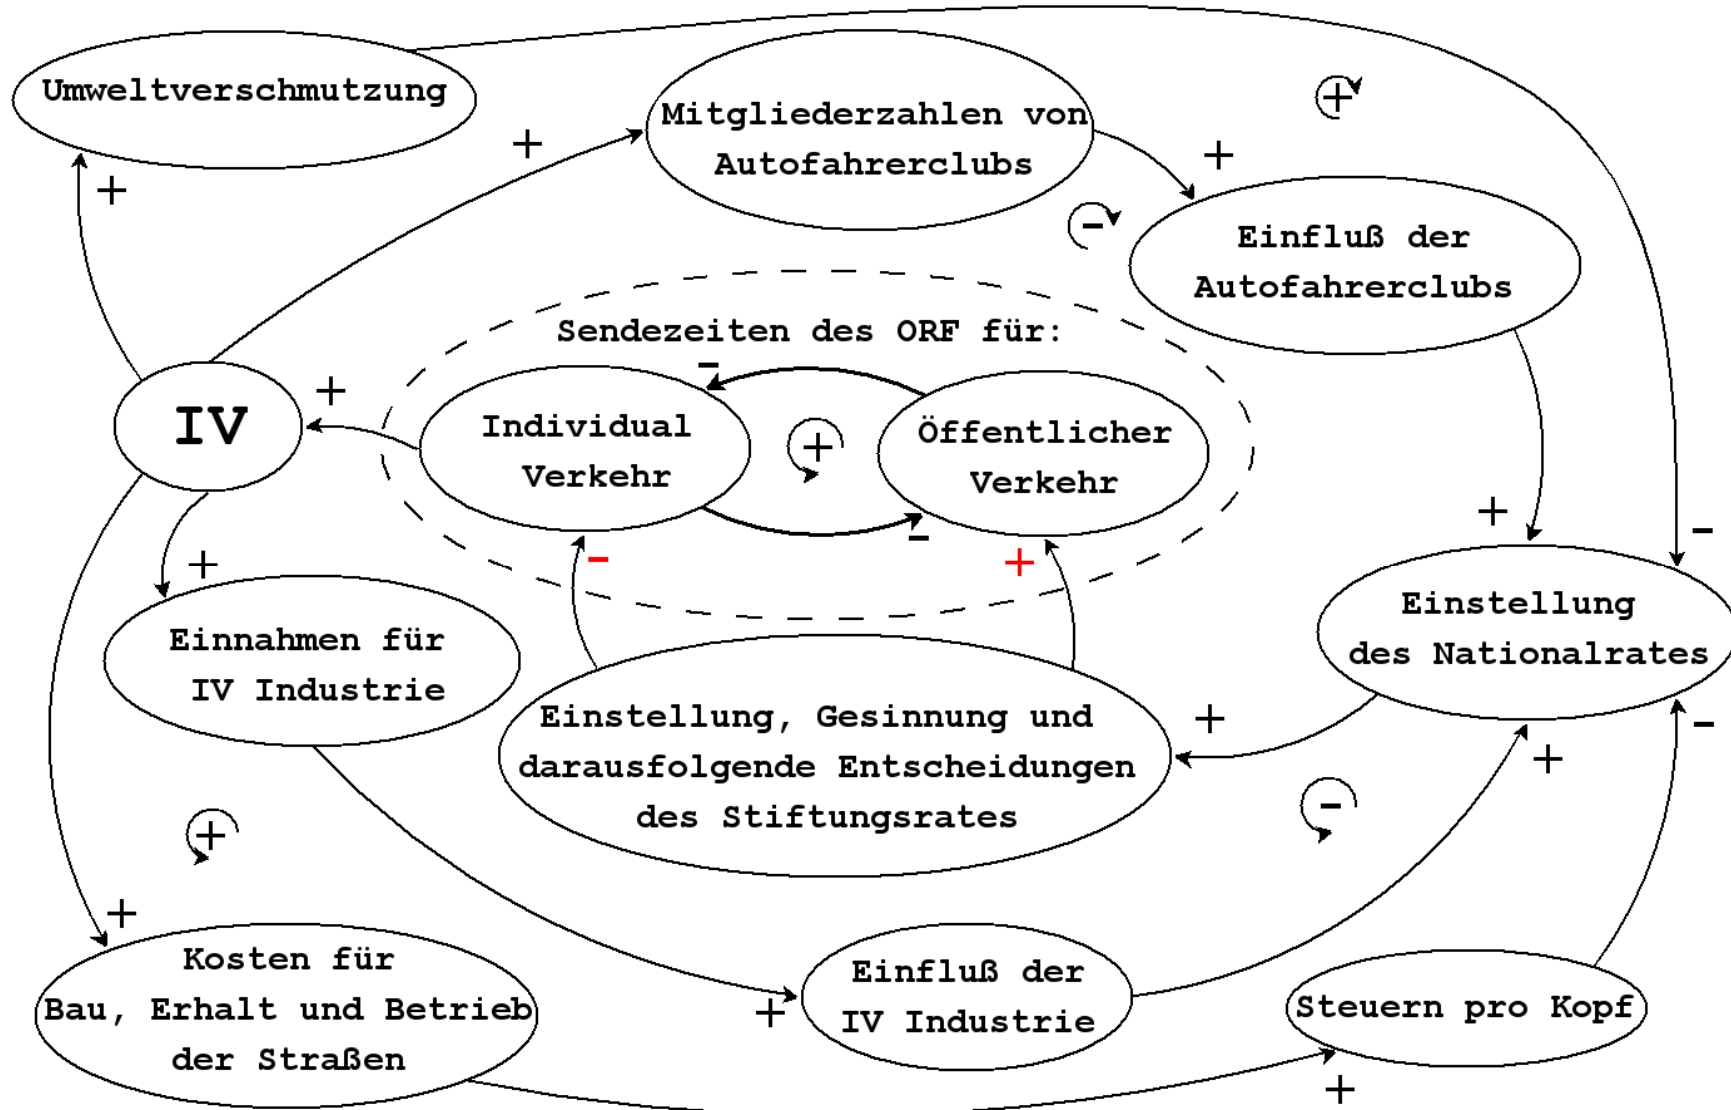 Umweltverschmutzung
+
Mitgliederzahlen von
Autofahrerclubs
+
+
+
-
Einfluß der
Autofahrerclubs
Sendezeiten des ORF für:
IV
+
-
Individual
Verkehr
+
Öffentlicher
Verkehr
-
-
+
+
-
+
Einnahmen für
IV Industrie
Einstellung
des Nationalrates
Einstellung, Gesinnung und
darausfolgende Entscheidungen
des Stiftungsrates
+
-
+
+
-
+
Kosten für
Bau, Erhalt und Betrieb
der Straßen
+
Einfluß der
IV Industrie
Steuern pro Kopf
+